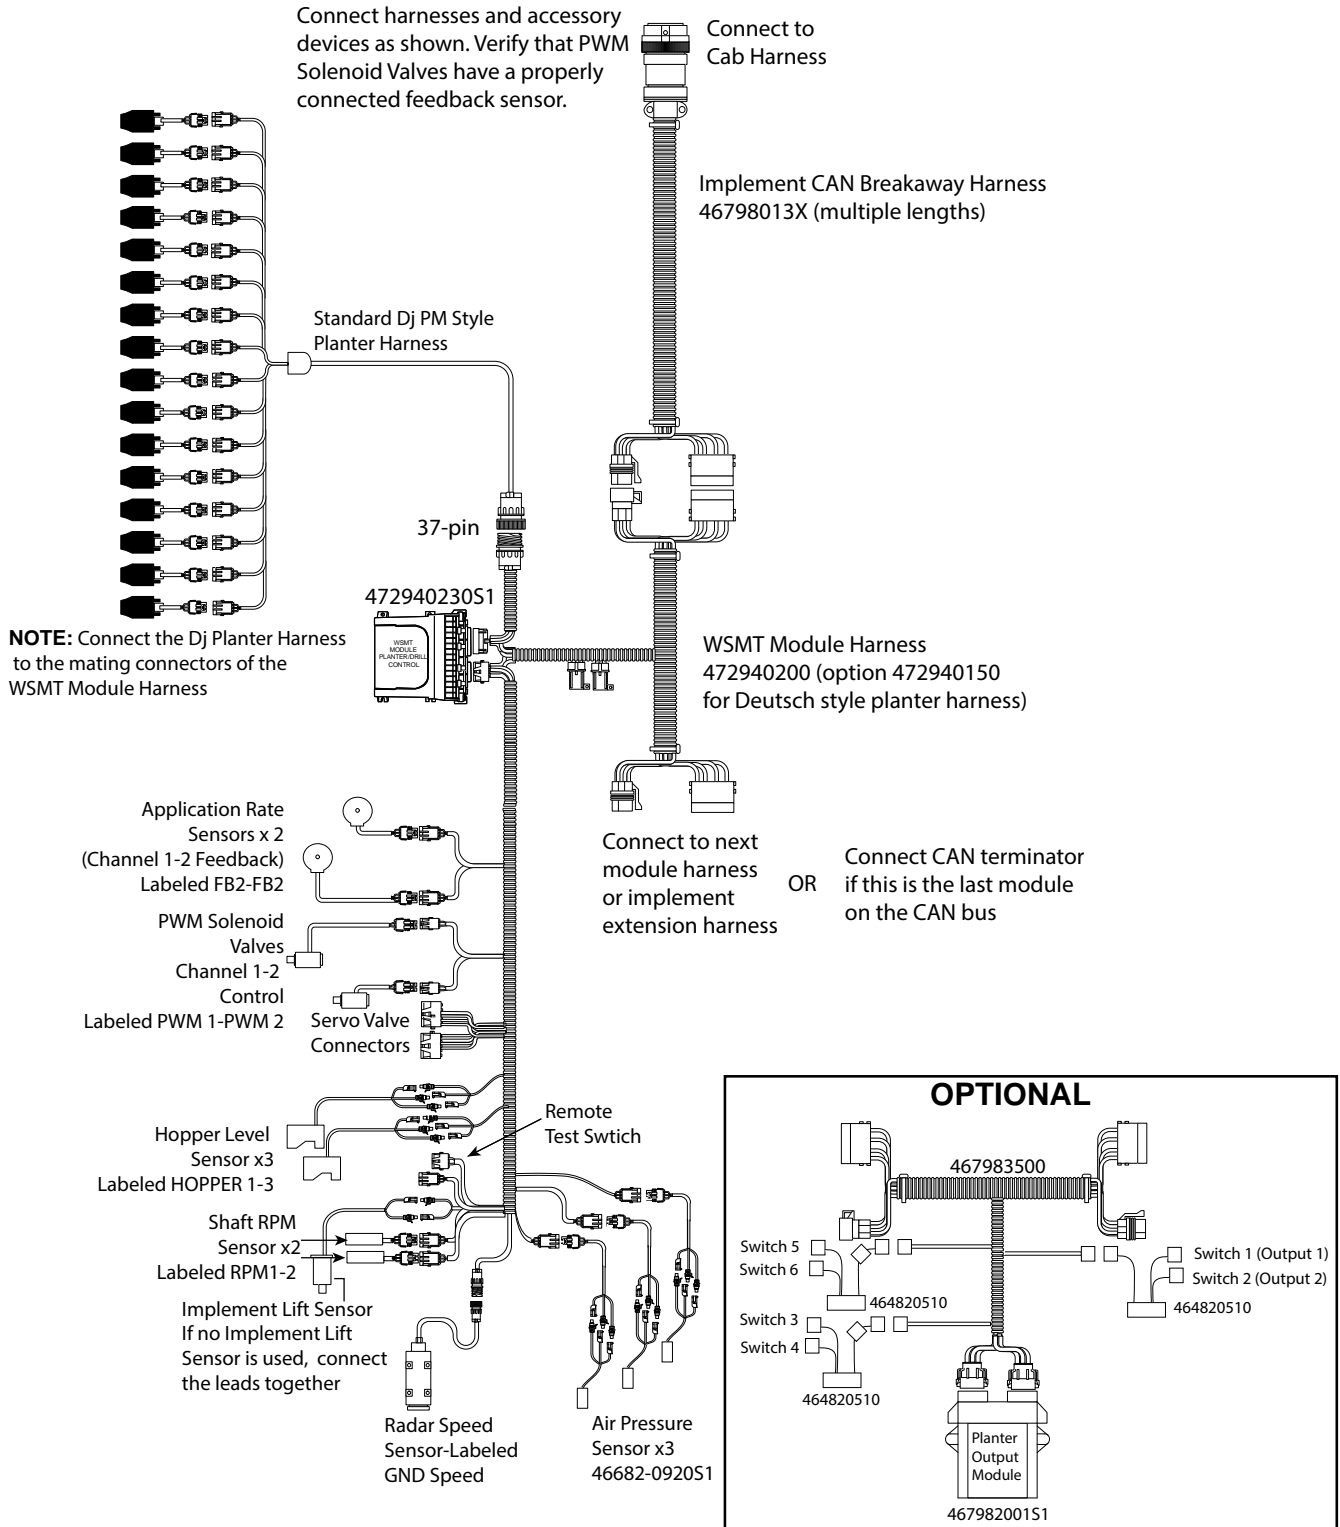 Connect harnesses and accessory
devices as shown. Verify that PWM
Solenoid Valves have a properly
connected feedback sensor.
Connect to
Cab Harness
Implement CAN Breakaway Harness
46798013X (multiple lengths)
Standard Dj PM Style
Planter Harness
37-pin
472940230S1
WSMT
MODULE
PLANTER/DRILL
CONTROL
NOTE: Connect the Dj Planter Harness
to the mating connectors of the
WSMT Module Harness
WSMT Module Harness
472940200 (option 472940150
for Deutsch style planter harness)
Application Rate
Sensors x 2
(Channel 1-2 Feedback)
Labeled FB2-FB2
Connect to next
module harness
or implement
extension harness
OR
Connect CAN terminator
if this is the last module
on the CAN bus
PWM Solenoid
Valves
Channel 1-2
Control
Labeled PWM 1-PWM 2
Servo Valve
Connectors
Hopper Level
Sensor x3
Labeled HOPPER 1-3
Remote
Test Swtich
Shaft RPM
Sensor x2
Labeled RPM1-2
Implement Lift Sensor
If no Implement Lift
Sensor is used, connect
the leads together
Radar Speed
Sensor-Labeled
GND Speed
Air Pressure
Sensor x3
46682-0920S1
OPTIONAL
467983500
Switch 5
Switch 6
464820510
Switch 1 (Output 1)
Switch 2 (Output 2)
464820510
Switch 3
Switch 4
464820510
Planter
Output
Module
467982001S1